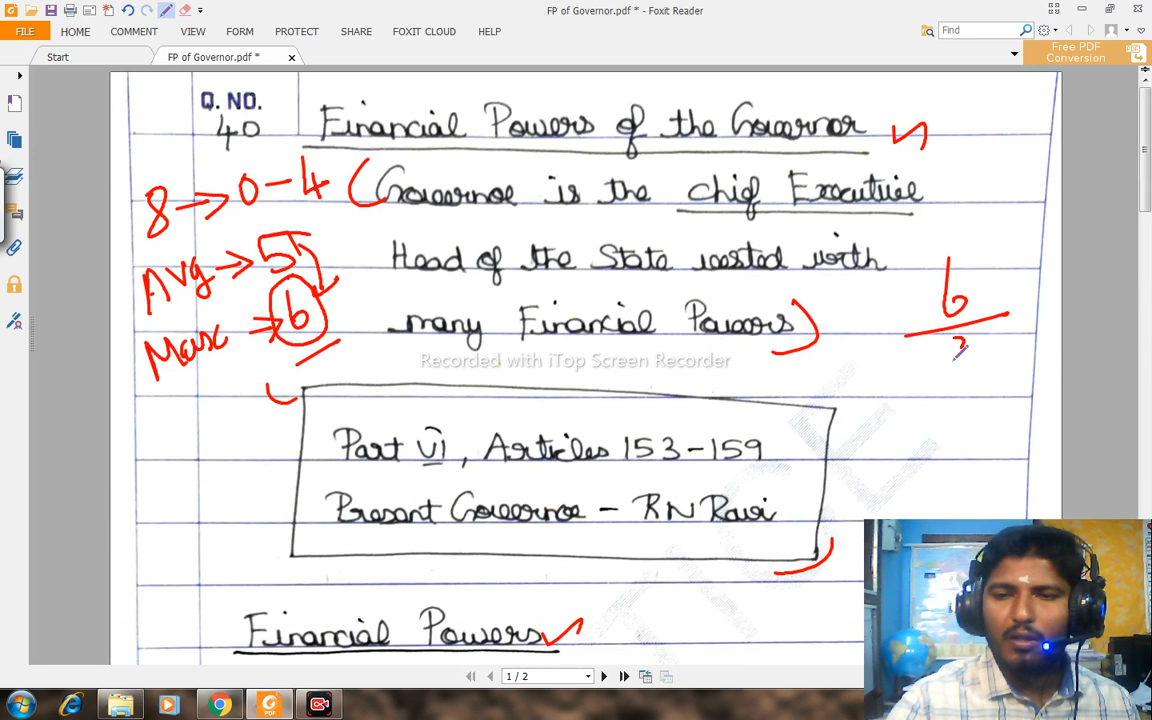 FP of Governor.pdf * - Foxit Reader
FILE HOME COMMENT VIEW FORM PROTECT SHARE FOXIT CLOUD HELP
Find
Start FP of Governor.pdf *
Free PDF
Conversion
Q. NO.
40
Financial Powers of the Governor
8 → 0-4
(Governor is the chief Executive
Avg → 5
Head of the State vested with
Max → 6
many Financial Powers)
6
3
Recorded with iTop Screen Recorder
Part VI, Articles 153-159
Present Governor - RN Ravi
Financial Powers
1 / 2